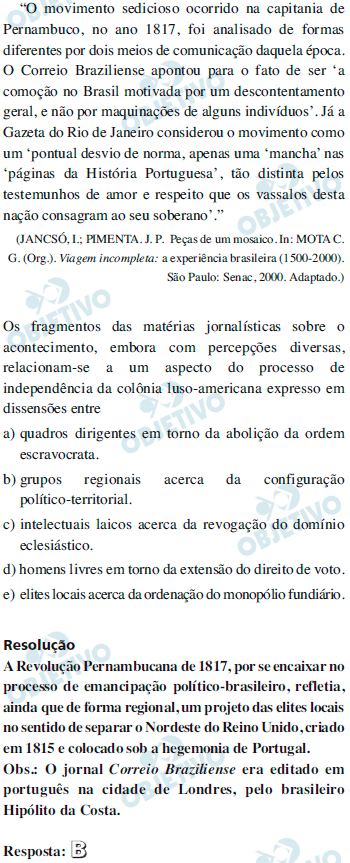 “O movimento sedicioso ocorrido na capitania de
Pernambuco, no ano 1817, foi analisado de formas
diferentes por dois meios de comunicação daquela época.
O Correio Braziliense apontou para o fato de ser ‘a
comoção no Brasil motivada por um descontentamento
geral, e não por maquinações de alguns indivíduos’. Já a
Gazeta do Rio de Janeiro considerou o movimento como
um ‘pontual desvio de norma, apenas uma ‘mancha’ nas
‘páginas da História Portuguesa’, tão distinta pelos
testemunhos de amor e respeito que os vassalos desta
nação consagram ao seu soberano’.”
(JANCSÓ, I.; PIMENTA. J. P. Peças de um mosaico. In: MOTA C.
G. (Org.). Viagem incompleta: a experiência brasileira (1500-2000).
São Paulo: Senac, 2000. Adaptado.)
Os fragmentos das matérias jornalísticas sobre o
acontecimento, embora com percepções diversas,
relacionam-se a um aspecto do processo de
independência da colônia luso-americana expresso em
dissensões entre
a) quadros dirigentes em torno da abolição da ordem
escravocrata.
b) grupos regionais acerca da configuração
político-territorial.
c) intelectuais laicos acerca da revogação do domínio
eclesiástico.
d) homens livres em torno da extensão do direito de voto.
e) elites locais acerca da ordenação do monopólio fundiário.
Resolução
A Revolução Pernambucana de 1817, por se encaixar no
processo de emancipação político-brasileiro, refletia,
ainda que de forma regional, um projeto das elites locais
no sentido de separar o Nordeste do Reino Unido, criado
em 1815 e colocado sob a hegemonia de Portugal.
Obs.: O jornal Correio Braziliense era editado em
português na cidade de Londres, pelo brasileiro
Hipólito da Costa.
Resposta: B